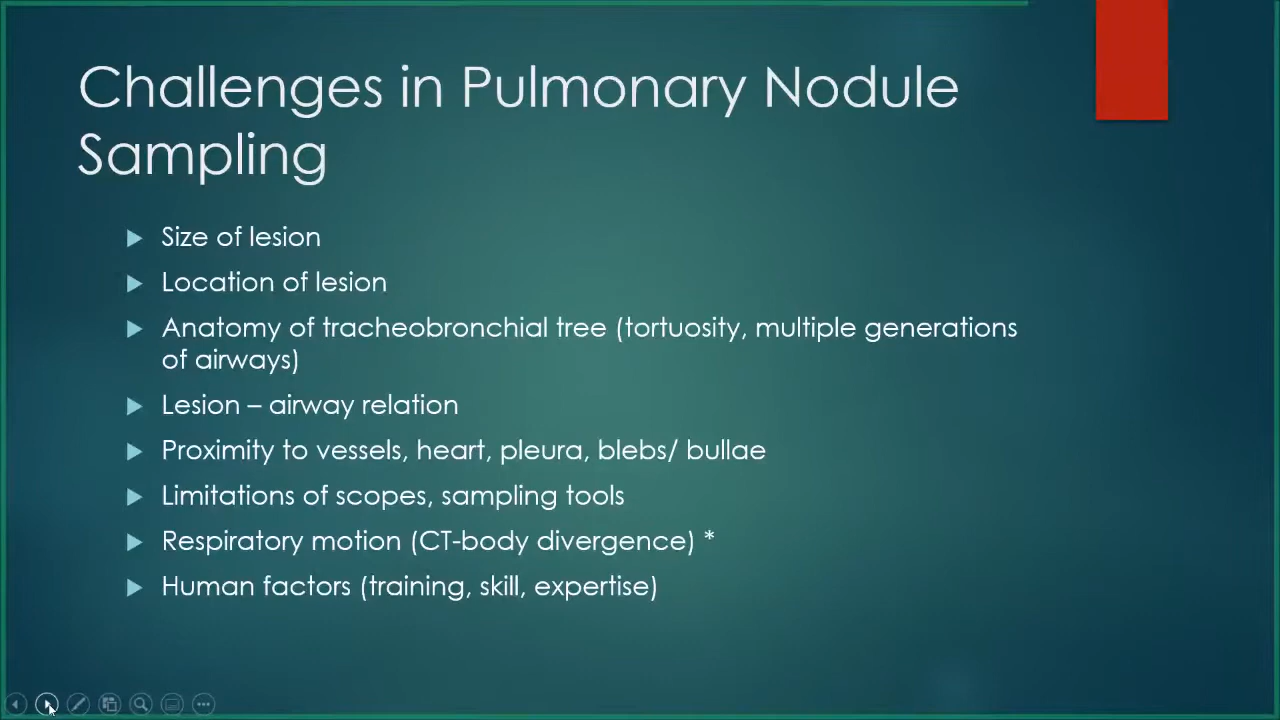 Challenges in Pulmonary Nodule
Sampling
Size of lesion
Location of lesion
Anatomy of tracheobronchial tree (tortuosity, multiple generations
of airways)
Lesion – airway relation
Proximity to vessels, heart, pleura, blebs/ bullae
Limitations of scopes, sampling tools
Respiratory motion (CT-body divergence) *
Human factors (training, skill, expertise)